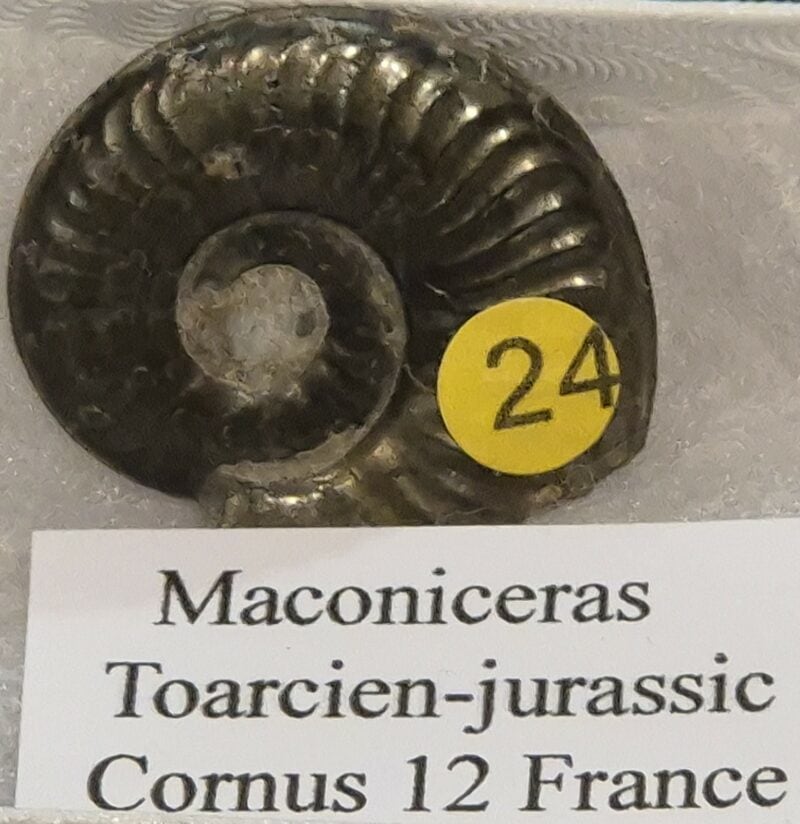 24
Maconiceras
Toarcien-jurassic
Cornus 12 France